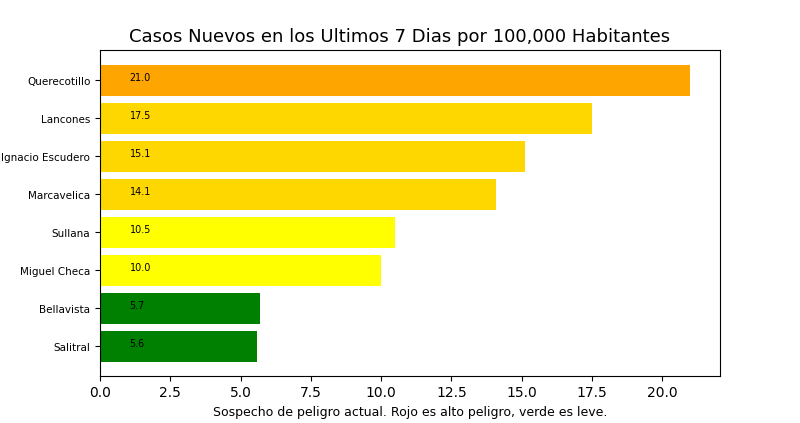 Casos Nuevos en los Ultimos 7 Dias por 100,000 Habitantes
Querecotillo 21.0
Lancones 17.5
Ignacio Escudero 15.1
Marcavelica 14.1
Sullana 10.5
Miguel Checa 10.0
Bellavista 5.7
Salitral 5.6
0.0 2.5 5.0 7.5 10.0 12.5 15.0 17.5 20.0
Sospecho de peligro actual. Rojo es alto peligro, verde es leve.